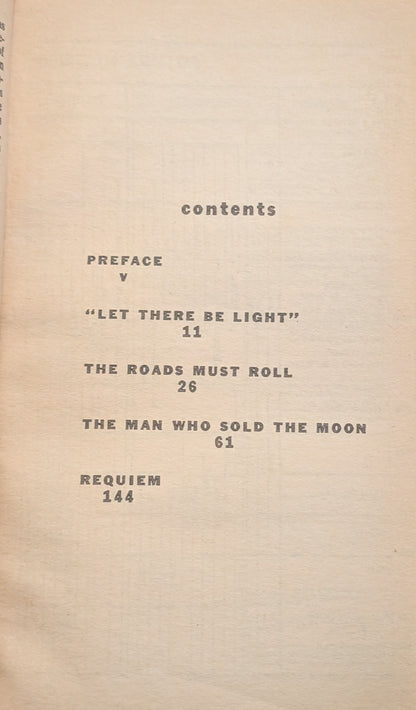 contents
PREFACE
v
“LET THERE BE LIGHT”
11
THE ROADS MUST ROLL
26
THE MAN WHO SOLD THE MOON
61
REQUIEM
144